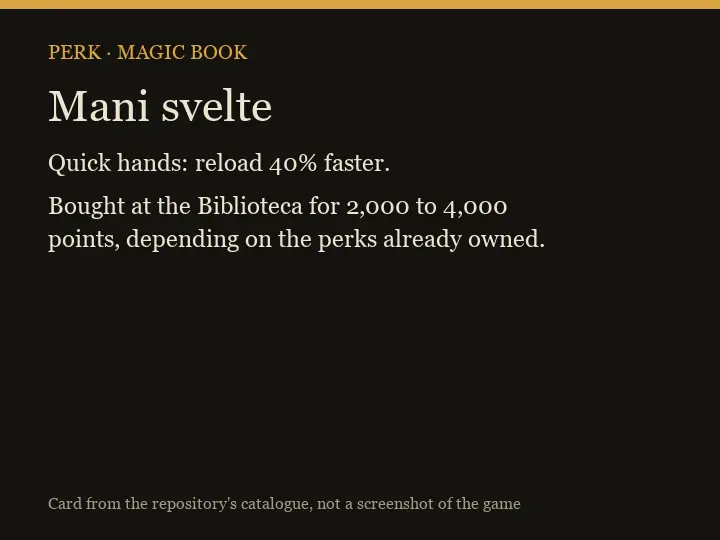 PERK · MAGIC BOOK
Mani svelte
Quick hands: reload 40% faster.
Bought at the Biblioteca for 2,000 to 4,000
points, depending on the perks already owned.
Card from the repository's catalogue, not a screenshot of the game